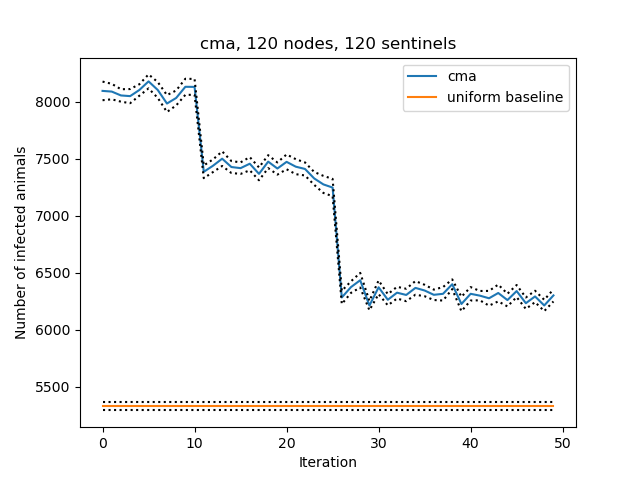 cma, 120 nodes, 120 sentinels
cma
uniform baseline
Number of infected animals
8000
7500
7000
6500
6000
5500
0 10 20 30 40 50
Iteration